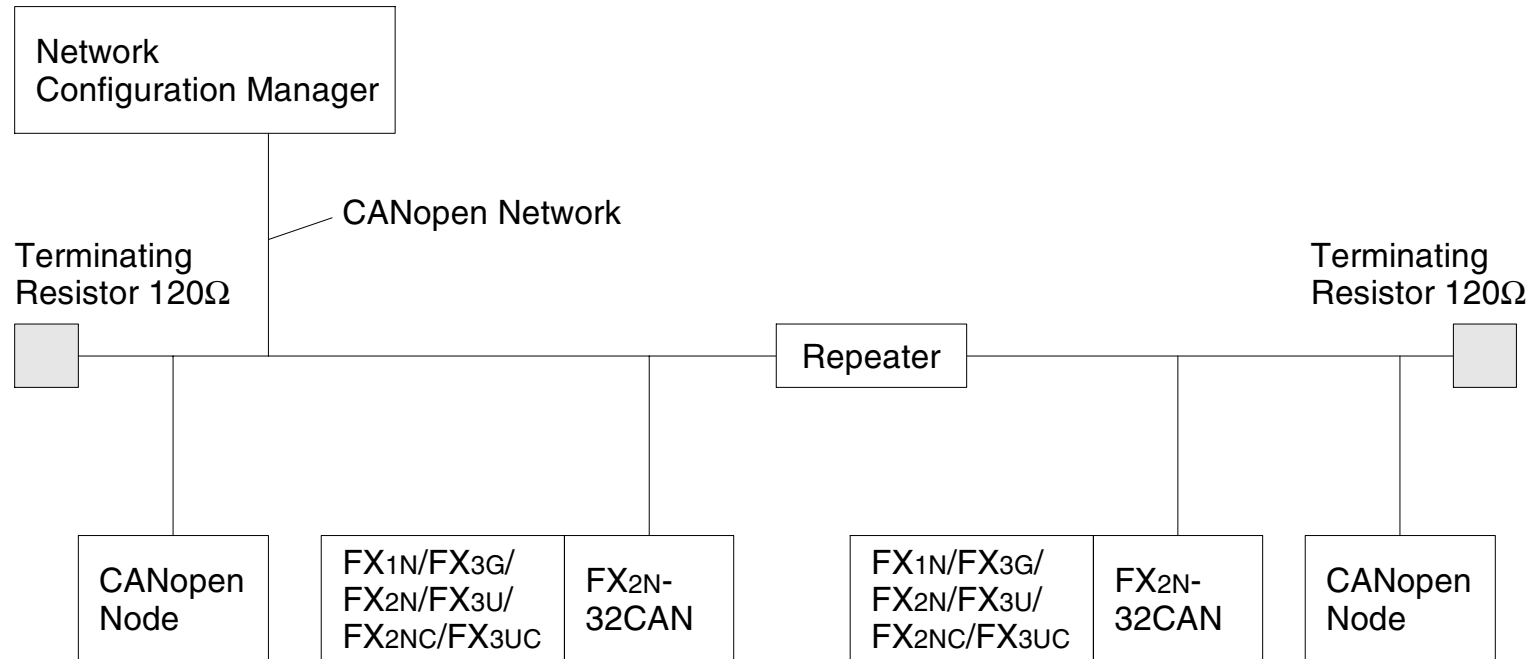 Network
Configuration Manager
CANopen Network
Terminating
Resistor 120Ω
Terminating
Resistor 120Ω
Repeater
CANopen
Node
FX1N/FX3G/
FX2N/FX3U/
FX2NC/FX3UC
FX2N-
32CAN
FX1N/FX3G/
FX2N/FX3U/
FX2NC/FX3UC
FX2N-
32CAN
CANopen
Node